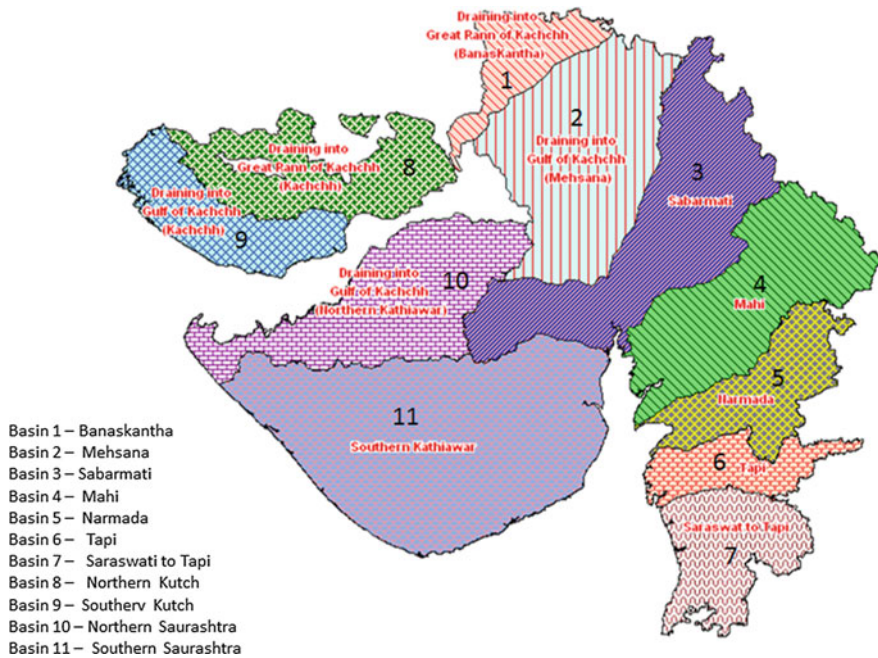 Draining into
Great Rann of Kachchh
(BanasKantha)
1
2
Draining into
Gulf of Kachchh
(Mehsana)
3
Sabarmati
Draining into
Great Rann of Kachchh
(Kachchh)
8
Draining into
Gulf of Kachchh
(Kachchh)
9
10
Draining into
Gulf of Kachchh
(Northern Kathiawar)
4
Mahi
5
Narmada
11
Southern Kathiawar
6
Tapi
Saraswat to Tapi
7
Basin 1 – Banaskantha
Basin 2 – Mehsana
Basin 3 – Sabarmati
Basin 4 – Mahi
Basin 5 – Narmada
Basin 6 – Tapi
Basin 7 – Saraswati to Tapi
Basin 8 – Northern Kutch
Basin 9 – Southerv Kutch
Basin 10 – Northern Saurashtra
Basin 11 – Southern Saurashtra